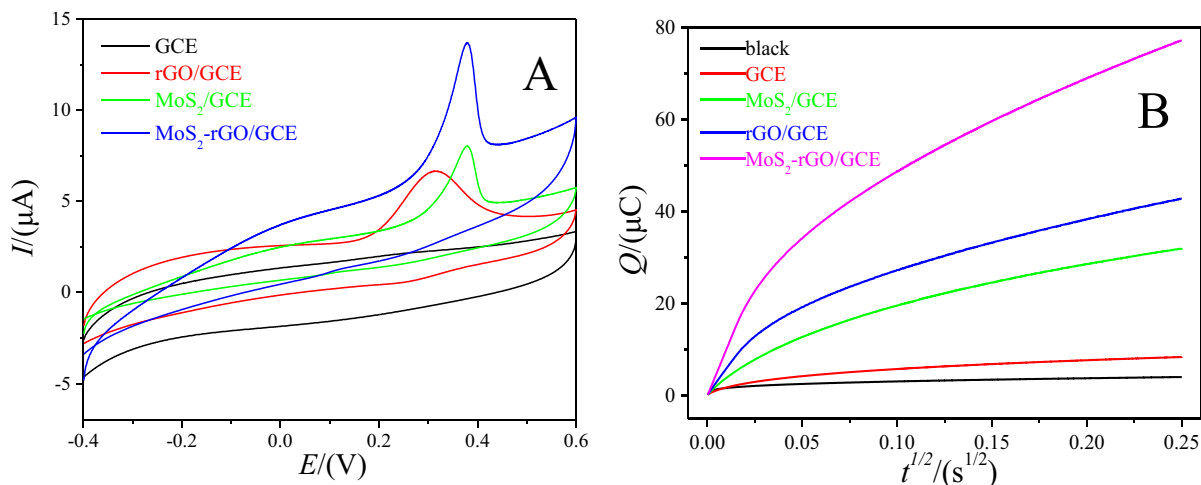 A
GCE
rGO/GCE
MoS2/GCE
MoS2-rGO/GCE
I/(μA)
15
10
5
0
-5
-0.4 -0.2 0.0 0.2 0.4 0.6
E/(V)
B
black
GCE
MoS2/GCE
rGO/GCE
MoS2-rGO/GCE
Q/(μC)
80
60
40
20
0
0.00 0.05 0.10 0.15 0.20 0.25
t1/2/(s1/2)